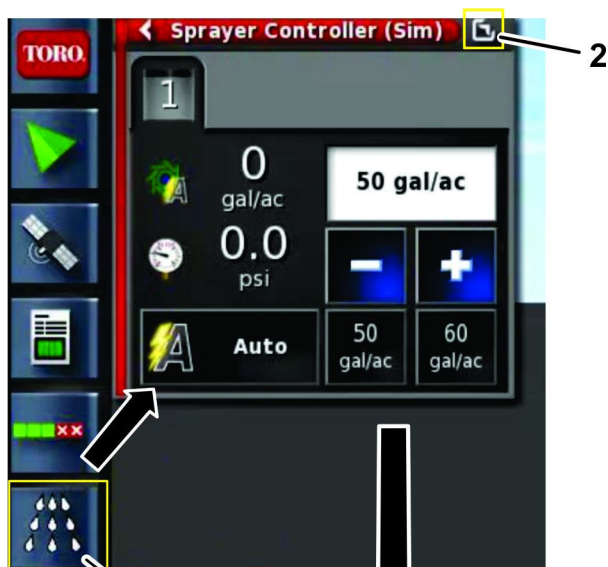 TORO.
Sprayer Controller (Sim)
2
1
0
gal/ac
50 gal/ac
0.0
psi
- +
A Auto
50
gal/ac
60
gal/ac
xx